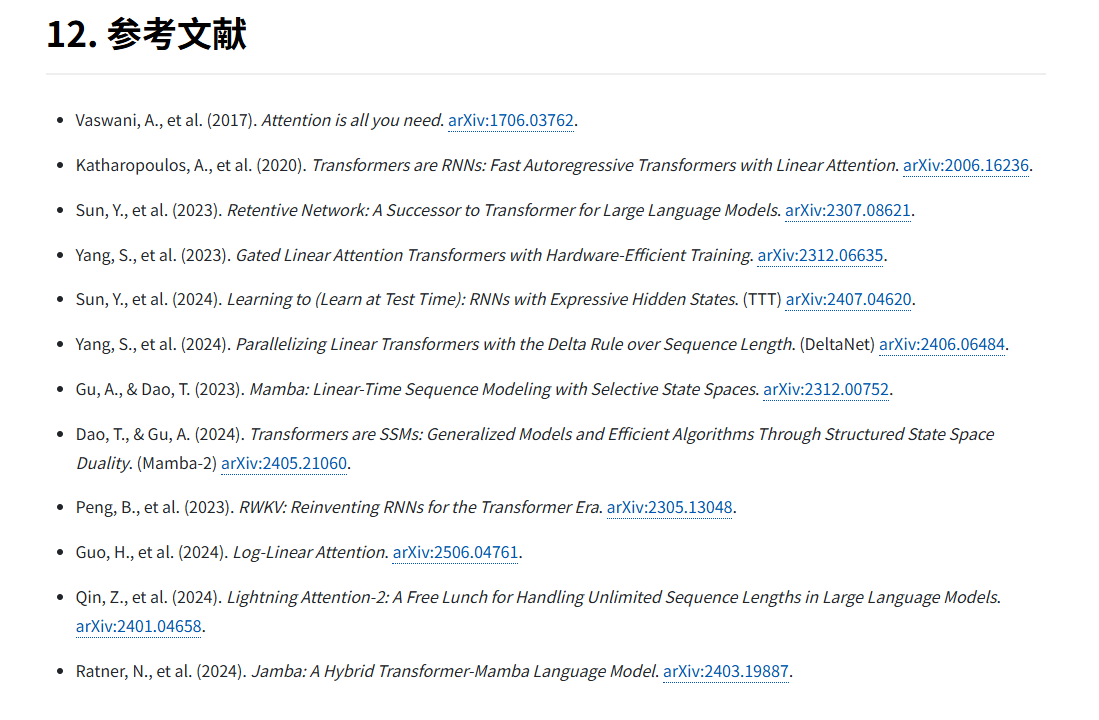 12. 参考文献
• Vaswani, A., et al. (2017). Attention is all you need. arXiv:1706.03762.
• Katharopoulos, A., et al. (2020). Transformers are RNNs: Fast Autoregressive Transformers with Linear Attention. arXiv:2006.16236.
• Sun, Y., et al. (2023). Retentive Network: A Successor to Transformer for Large Language Models. arXiv:2307.08621.
• Yang, S., et al. (2023). Gated Linear Attention Transformers with Hardware-Efficient Training. arXiv:2312.06635.
• Sun, Y., et al. (2024). Learning to (Learn at Test Time): RNNs with Expressive Hidden States. (TTT) arXiv:2407.04620.
• Yang, S., et al. (2024). Parallelizing Linear Transformers with the Delta Rule over Sequence Length. (DeltaNet) arXiv:2406.06484.
• Gu, A., & Dao, T. (2023). Mamba: Linear-Time Sequence Modeling with Selective State Spaces. arXiv:2312.00752.
• Dao, T., & Gu, A. (2024). Transformers are SSMs: Generalized Models and Efficient Algorithms Through Structured State Space
Duality. (Mamba-2) arXiv:2405.21060.
• Peng, B., et al. (2023). RWKV: Reinventing RNNs for the Transformer Era. arXiv:2305.13048.
• Guo, H., et al. (2024). Log-Linear Attention. arXiv:2506.04761.
• Qin, Z., et al. (2024). Lightning Attention-2: A Free Lunch for Handling Unlimited Sequence Lengths in Large Language Models.
arXiv:2401.04658.
• Ratner, N., et al. (2024). Jamba: A Hybrid Transformer-Mamba Language Model. arXiv:2403.19887.